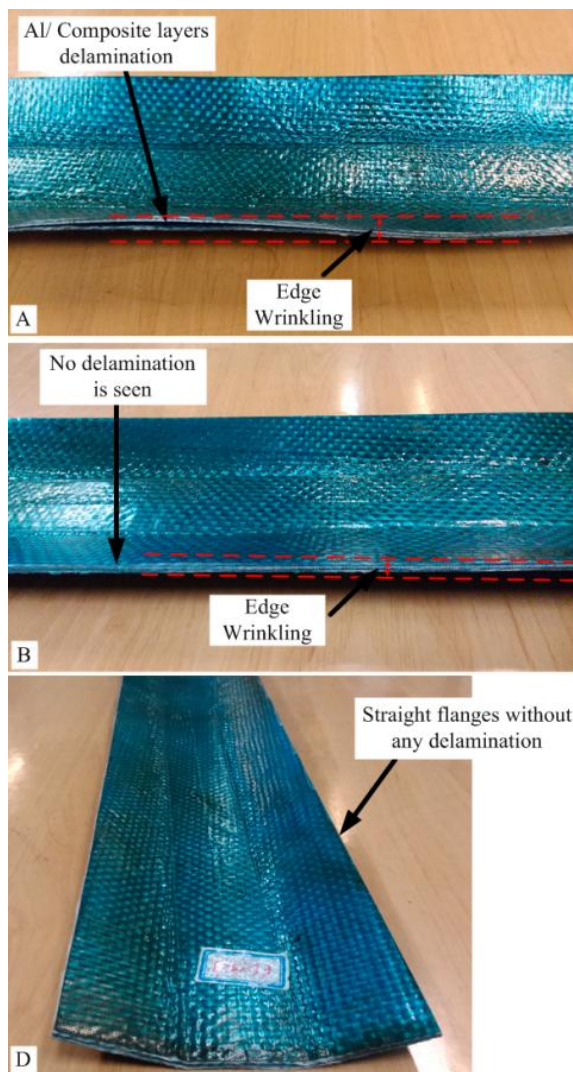 Al/ Composite layers
delamination
Edge
Wrinkling
A
No delamination
is seen
Edge
Wrinkling
B
Straight flanges without
any delamination
D